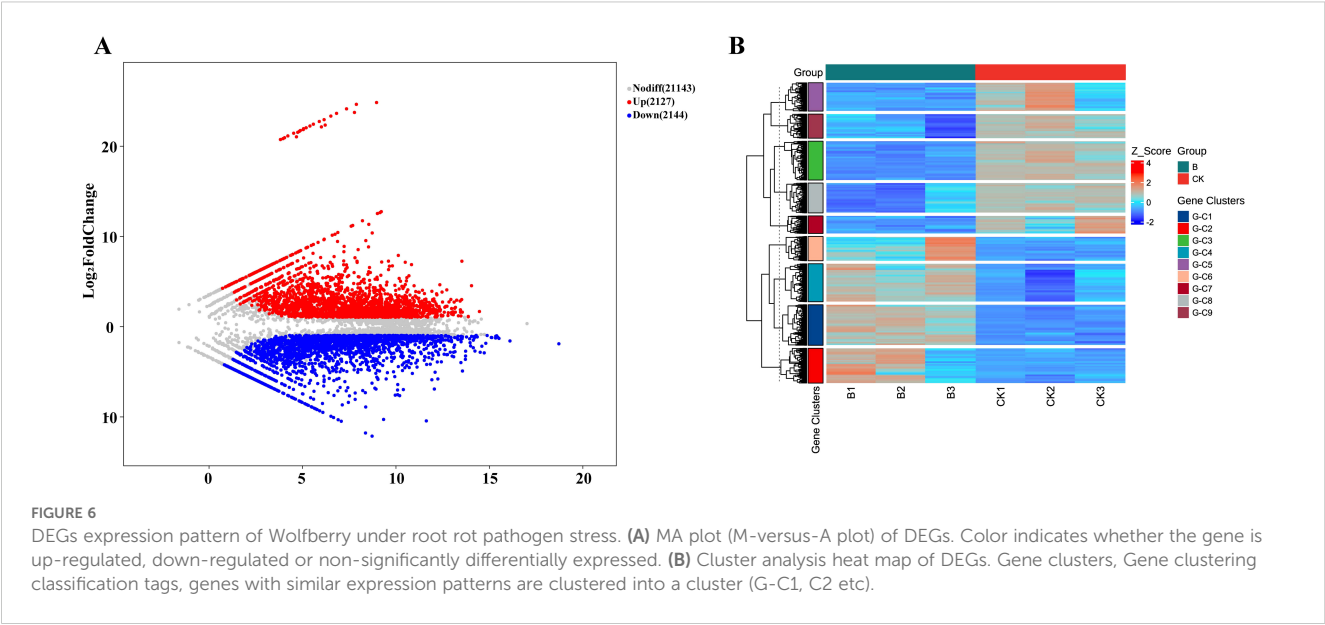 A
B
Log₂FoldChange
20
10
0
10
0
5
10
15
20
Nodiff(21143)
Up(2127)
Down(2144)
Group
Gene Clusters
B1
B2
B3
CK1
CK2
CK3
Z_Score
4
2
0
-2
Group
B
CK
Gene Clusters
G-C1
G-C2
G-C3
G-C4
G-C5
G-C6
G-C7
G-C8
G-C9
FIGURE 6
DEGs expression pattern of Wolfberry under root rot pathogen stress. (A) MA plot (M-versus-A plot) of DEGs. Color indicates whether the gene is
up-regulated, down-regulated or non-significantly differentially expressed. (B) Cluster analysis heat map of DEGs. Gene clusters, Gene clustering
classification tags, genes with similar expression patterns are clustered into a cluster (G-C1, C2 etc).